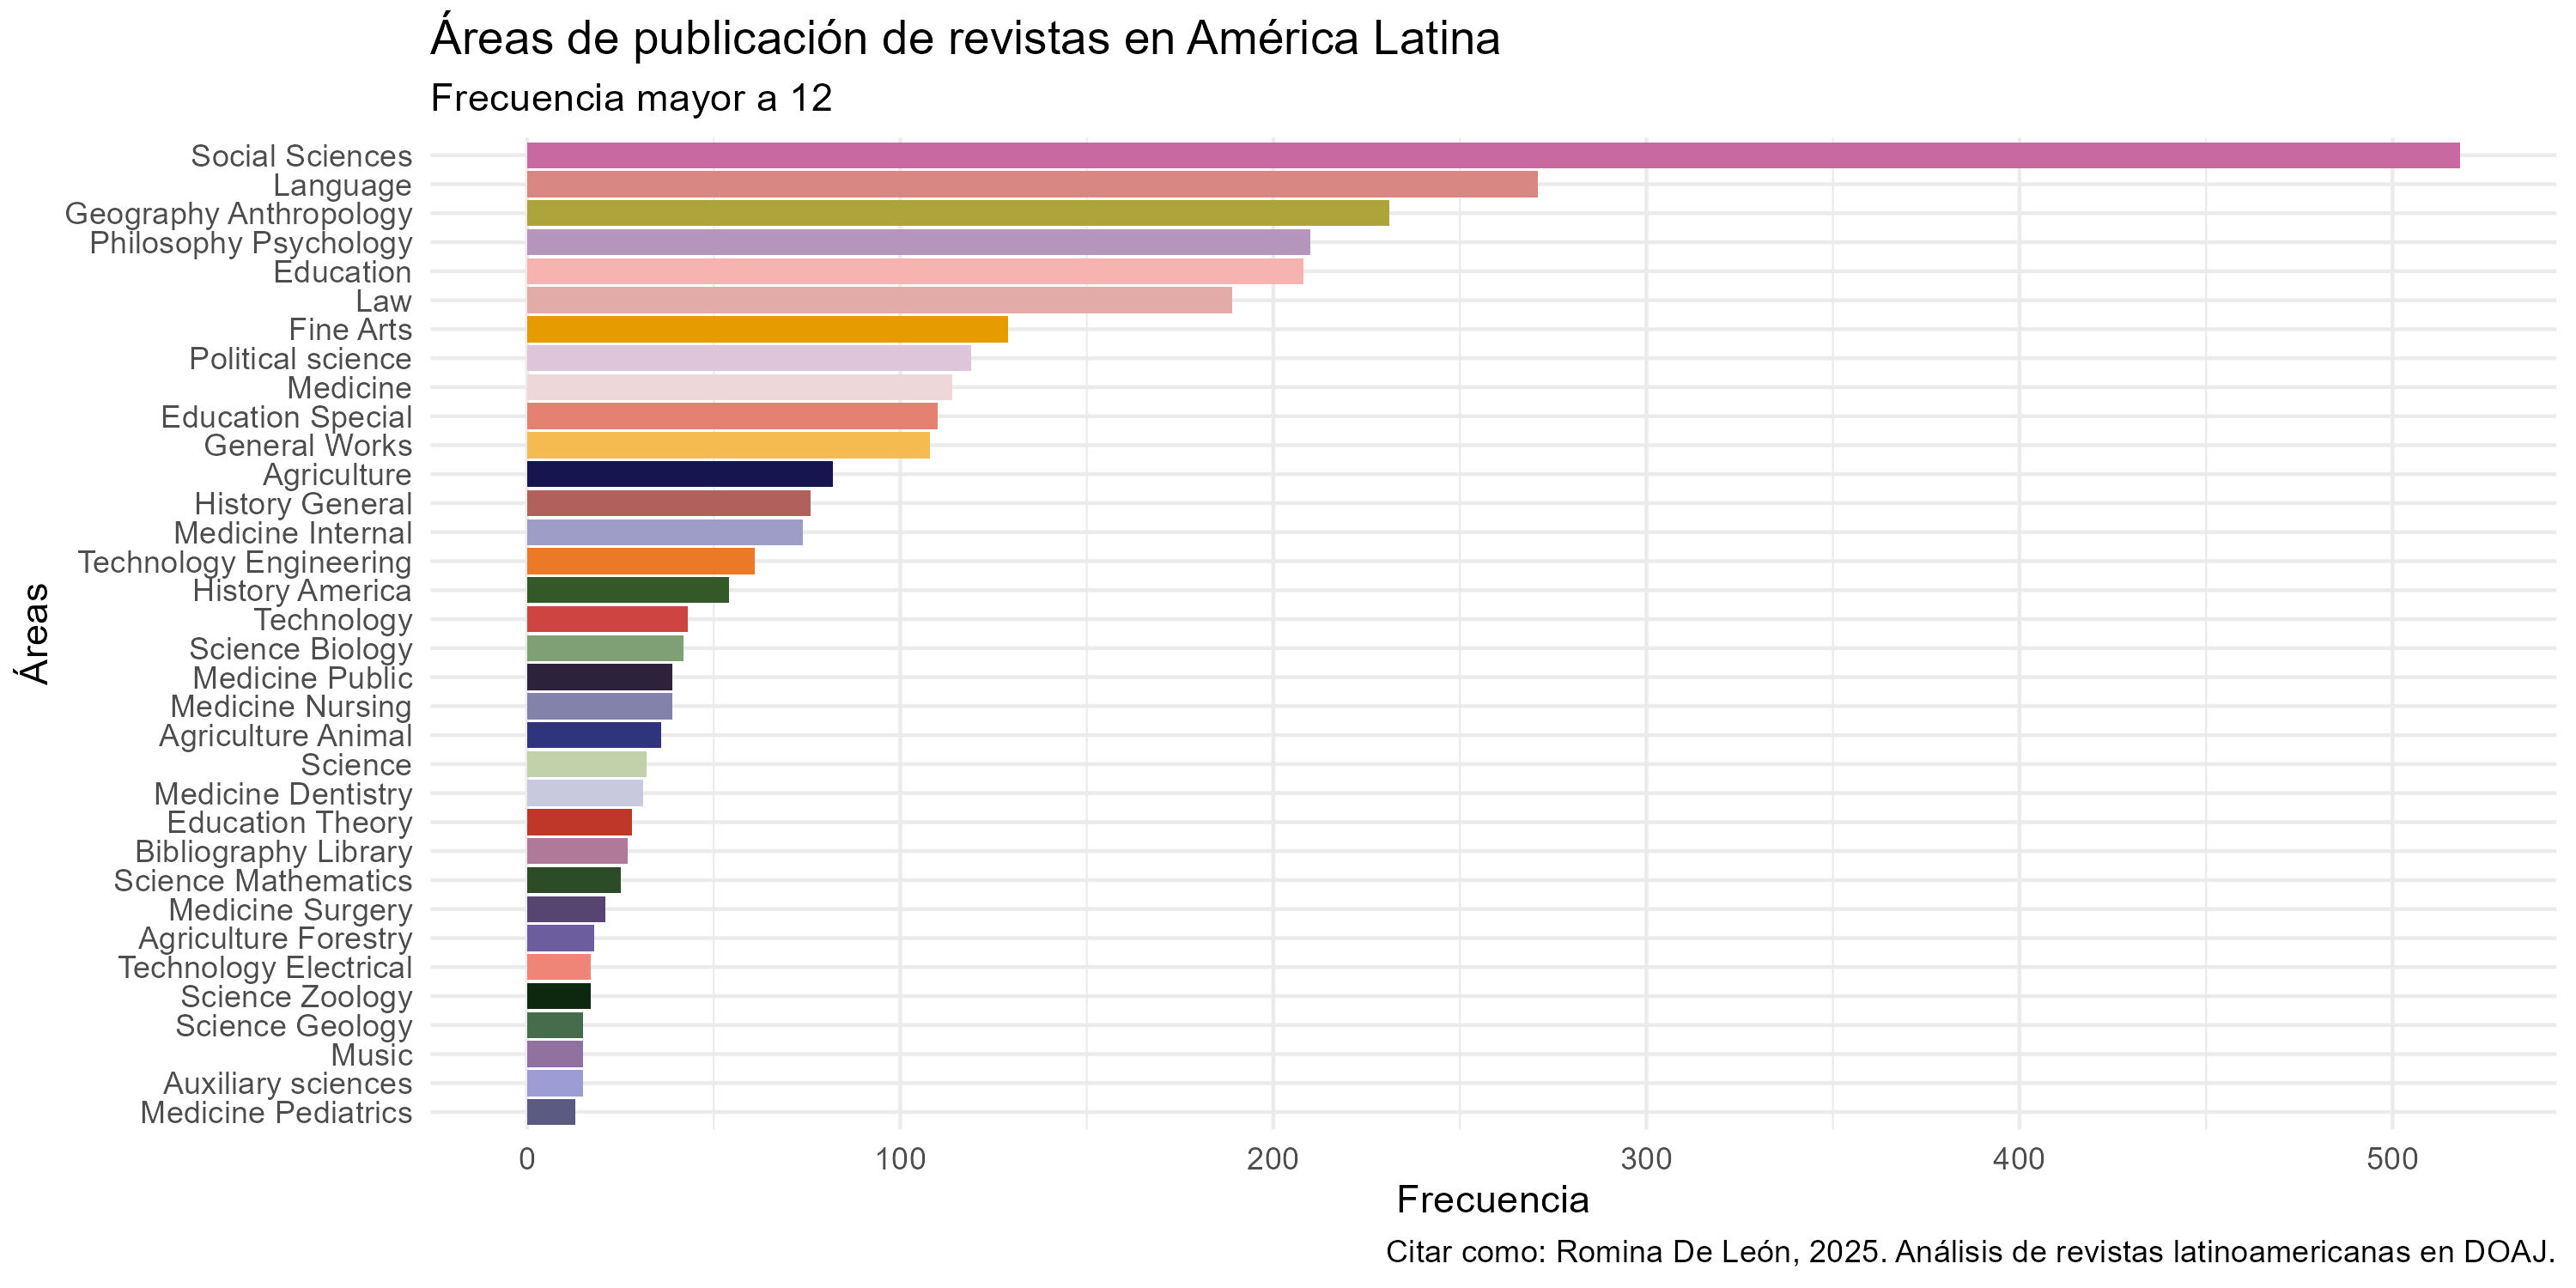 Áreas de publicación de revistas en América Latina
Frecuencia mayor a 12
Áreas
Social Sciences
Language
Geography Anthropology
Philosophy Psychology
Education
Law
Fine Arts
Political science
Medicine
Education Special
General Works
Agriculture
History General
Medicine Internal
Technology Engineering
History America
Technology
Science Biology
Medicine Public
Medicine Nursing
Agriculture Animal
Science
Medicine Dentistry
Education Theory
Bibliography Library
Science Mathematics
Medicine Surgery
Agriculture Forestry
Technology Electrical
Science Zoology
Science Geology
Music
Auxiliary sciences
Medicine Pediatrics
0 100 200 300 400 500
Frecuencia
Citar como: Romina De León, 2025. Análisis de revistas latinoamericanas en DOAJ.